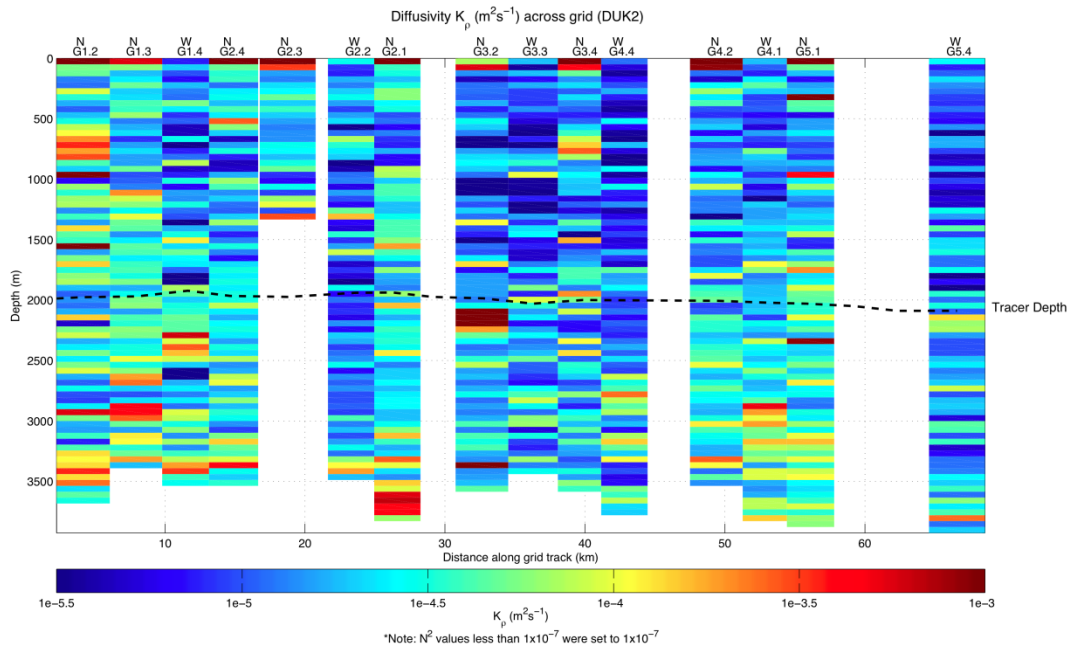 Diffusivity Kρ (m²s⁻¹) across grid (DUK2)
N N W N N W N N W N W N W N W
G1.2 G1.3 G1.4 G2.4 G2.3 G2.2 G2.1 G3.2 G3.3 G3.4 G4.4 G4.2 G4.1 G5.1 G5.4
0
500
1000
1500
2000
2500
3000
3500
Depth (m)
Tracer Depth
10 20 30 40 50 60
Distance along grid track (km)
1e-5.5 1e-5 1e-4.5 1e-4 1e-3.5 1e-3
Kρ (m²s⁻¹)
*Note: N² values less than 1x10⁻⁷ were set to 1x10⁻⁷